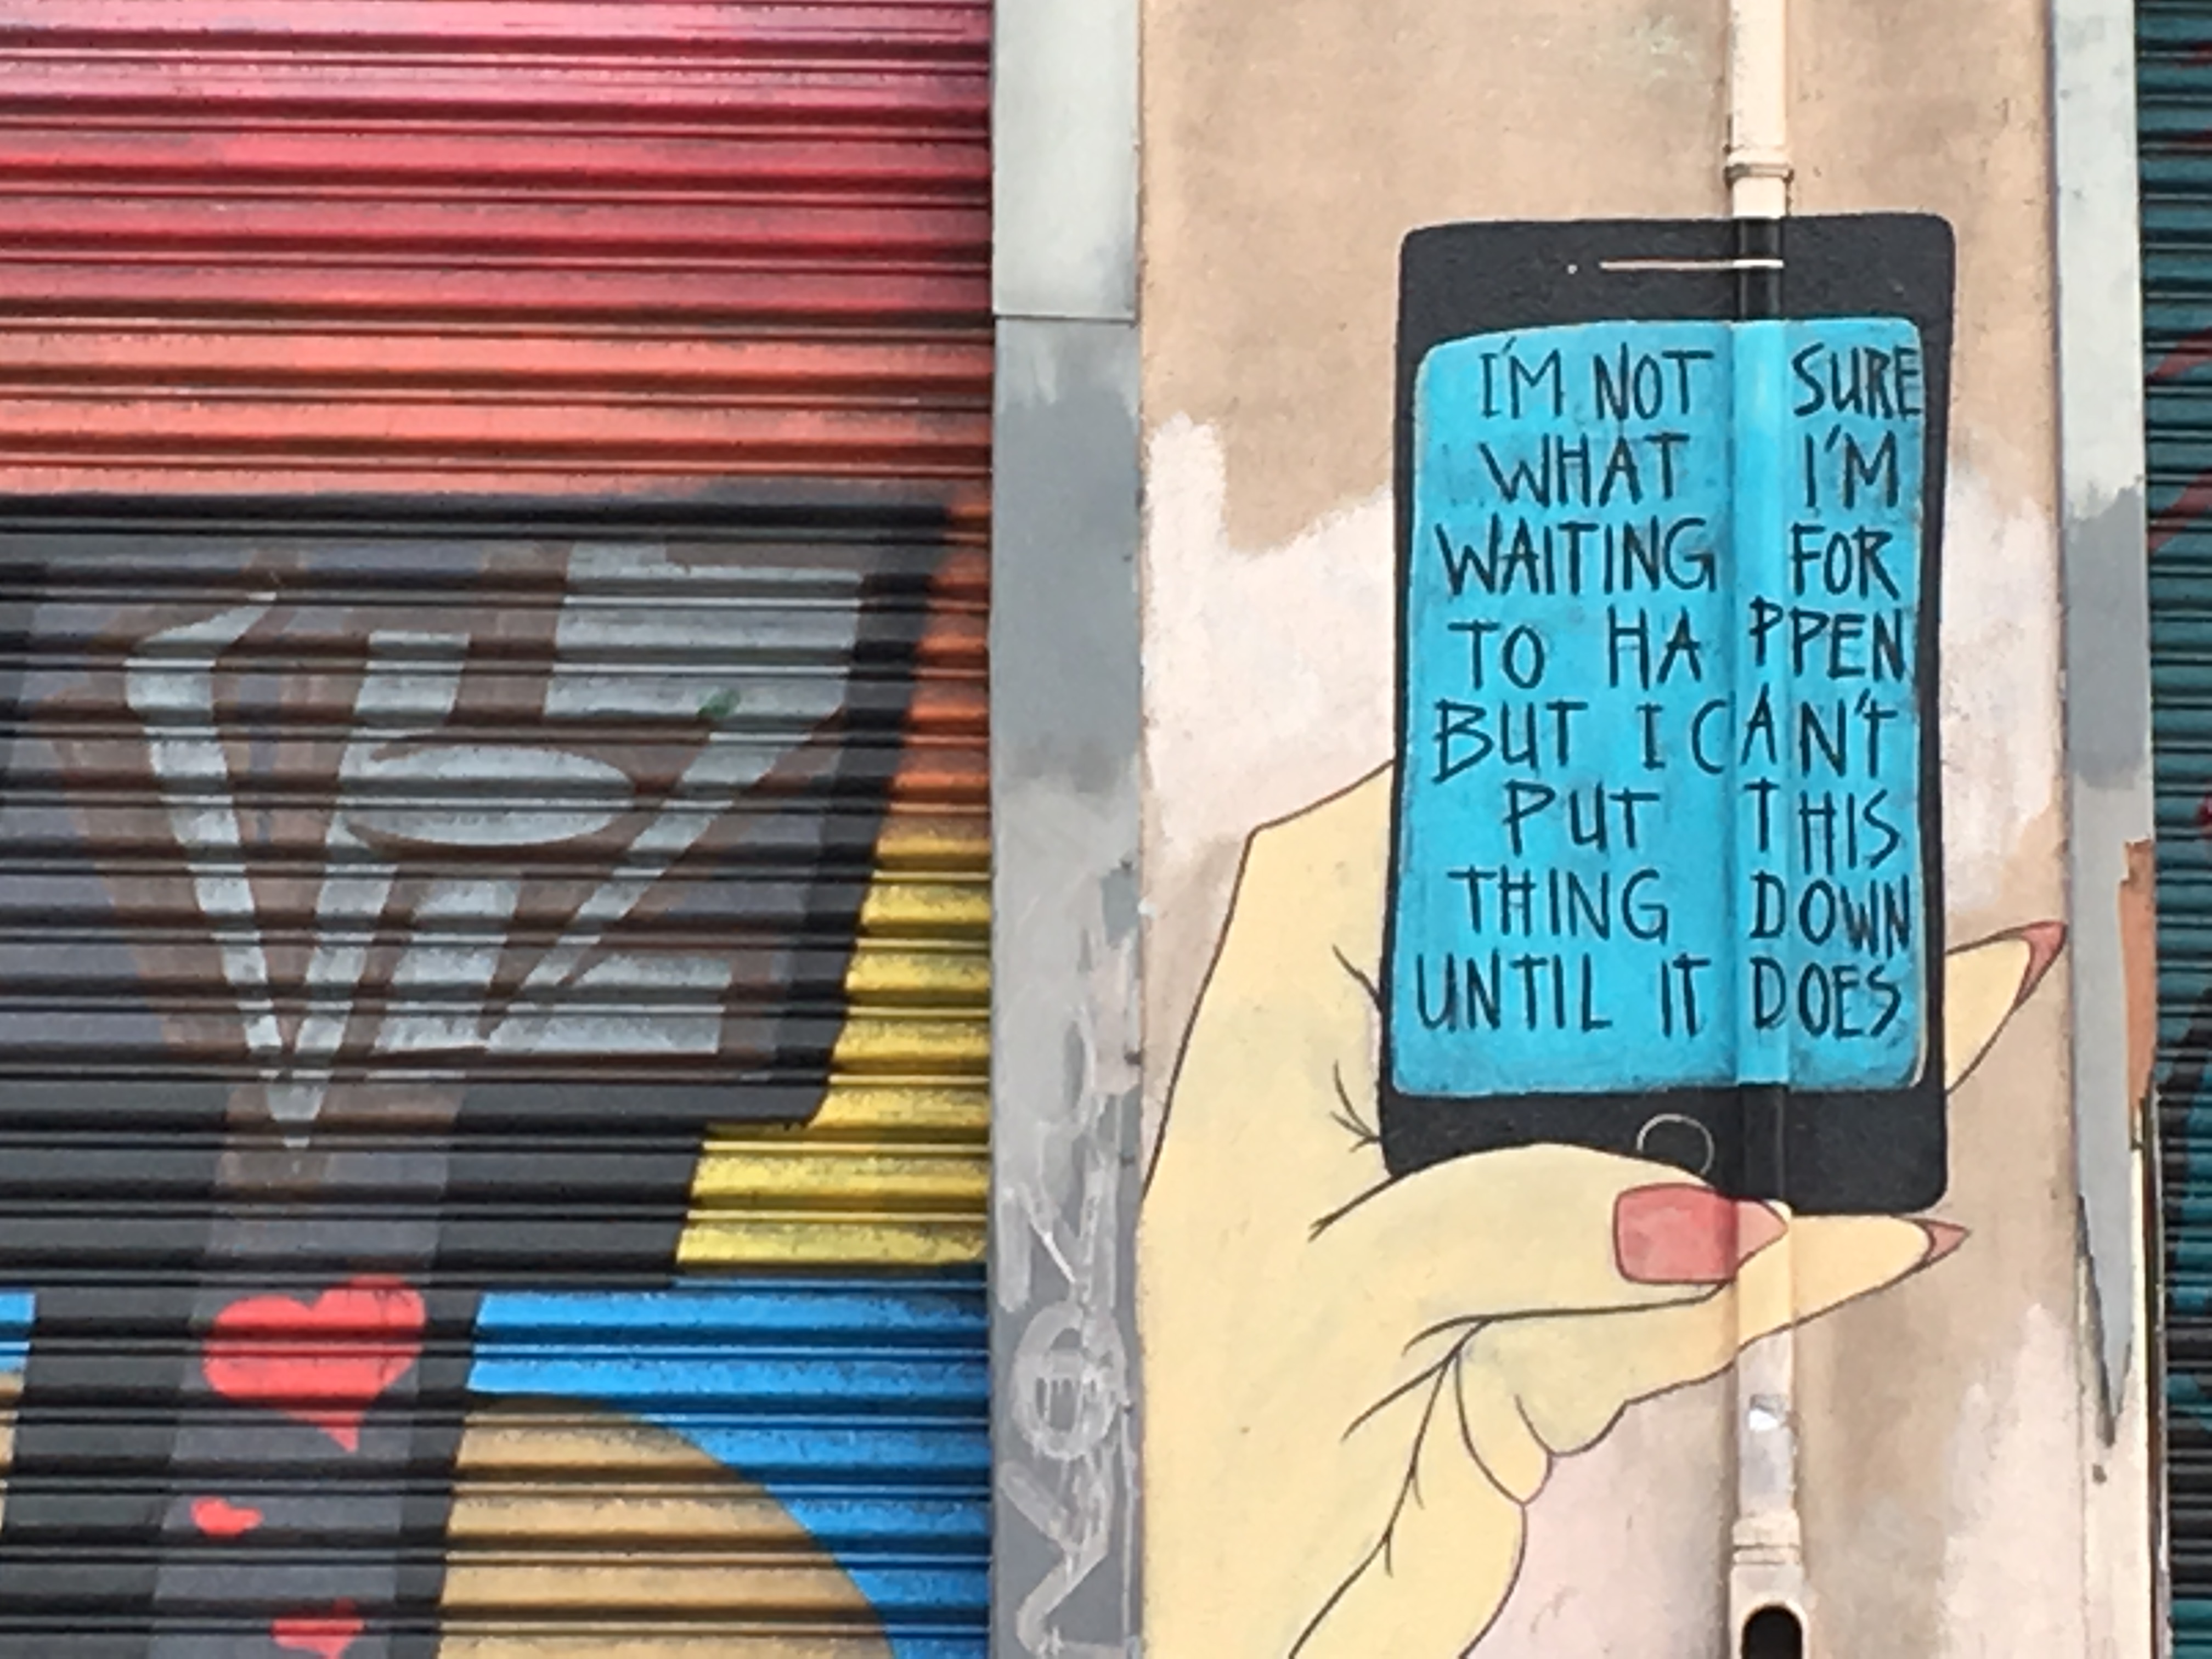 I'M NOT SURE
WHAT I'M
WAITING FOR
TO HAPPEN
BUT I CAN'T
PUT THIS
THING DOWN
UNTIL IT DOES